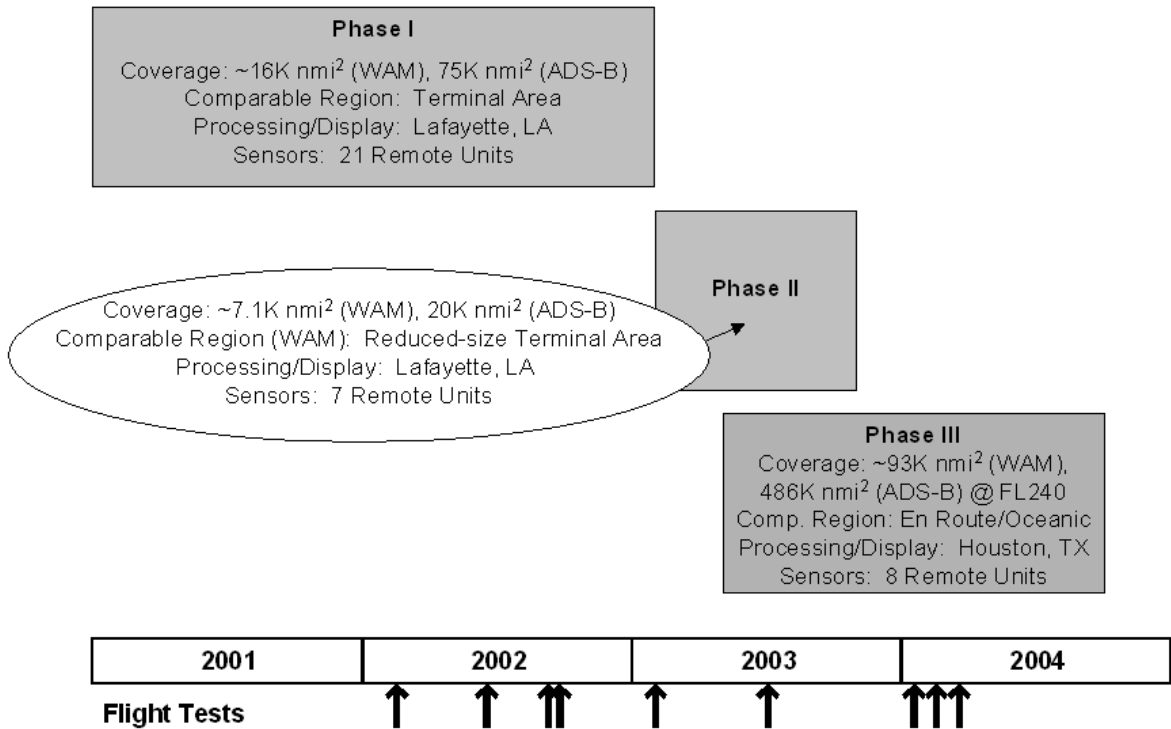 Phase I
Coverage: ~16K nmi² (WAM), 75K nmi² (ADS-B)
Comparable Region: Terminal Area
Processing/Display: Lafayette, LA
Sensors: 21 Remote Units
Phase II
Coverage: ~7.1K nmi² (WAM), 20K nmi² (ADS-B)
Comparable Region (WAM): Reduced-size Terminal Area
Processing/Display: Lafayette, LA
Sensors: 7 Remote Units
Phase III
Coverage: ~93K nmi² (WAM),
486K nmi² (ADS-B) @ FL240
Comp. Region: En Route/Oceanic
Processing/Display: Houston, TX
Sensors: 8 Remote Units
2001 2002 2003 2004
Flight Tests